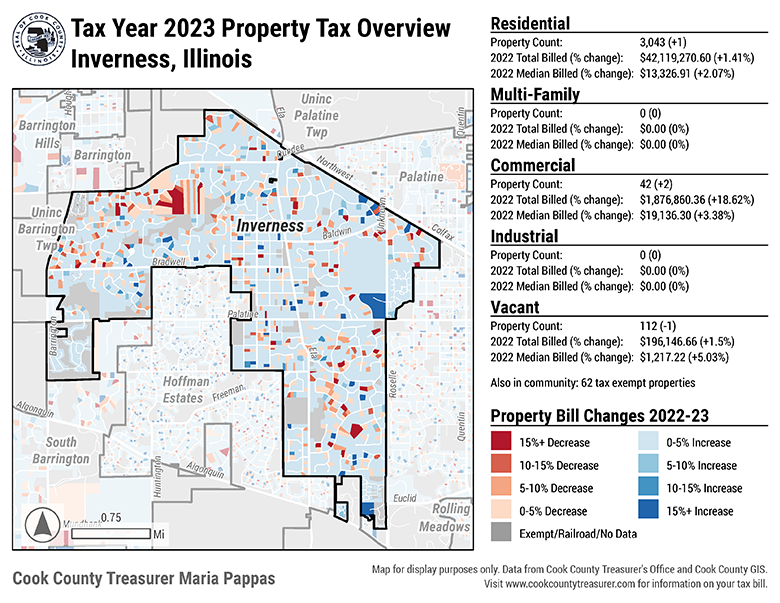 SEAL OF COOK COUNTY
ILLINOIS
Tax Year 2023 Property Tax Overview
Inverness, Illinois
Residential
Property Count: 3,043 (+1)
2022 Total Billed (% change): $42,119,270.60 (+1.41%)
2022 Median Billed (% change): $13,326.91 (+2.07%)
Multi-Family
Property Count: 0 (0)
2022 Total Billed (% change): $0.00 (0%)
2022 Median Billed (% change): $0.00 (0%)
Commercial
Property Count: 42 (+2)
2022 Total Billed (% change): $1,876,860.36 (+18.62%)
2022 Median Billed (% change): $19,136.30 (+3.38%)
Industrial
Property Count: 0 (0)
2022 Total Billed (% change): $0.00 (0%)
2022 Median Billed (% change): $0.00 (0%)
Vacant
Property Count: 112 (-1)
2022 Total Billed (% change): $196,146.66 (+1.5%)
2022 Median Billed (% change): $1,217.22 (+5.03%)
Also in community: 62 tax exempt properties
Property Bill Changes 2022-23
15%+ Decrease
10-15% Decrease
5-10% Decrease
0-5% Decrease
Exempt/Railroad/No Data
0-5% Increase
5-10% Increase
10-15% Increase
15%+ Increase
Barrington
Hills
Barrington
Uninc
Palatine
Twp
Ela
Quentin
Dundee
Northwest
Palatine
Uninc
Barrington
Twp
Inverness
Baldwin
Unknown
Colfax
Bradwell
Palatine
Barrington
Ela
Hoffman
Estates
Freeman
Roselle
Quentin
Algonquin
South
Barrington
Algonquin
Huntington
Euclid
Rolling
Meadows
0.75
Mi
Cook County Treasurer Maria Pappas
Map for display purposes only. Data from Cook County Treasurer's Office and Cook County GIS.
Visit www.cookcountytreasurer.com for information on your tax bill.